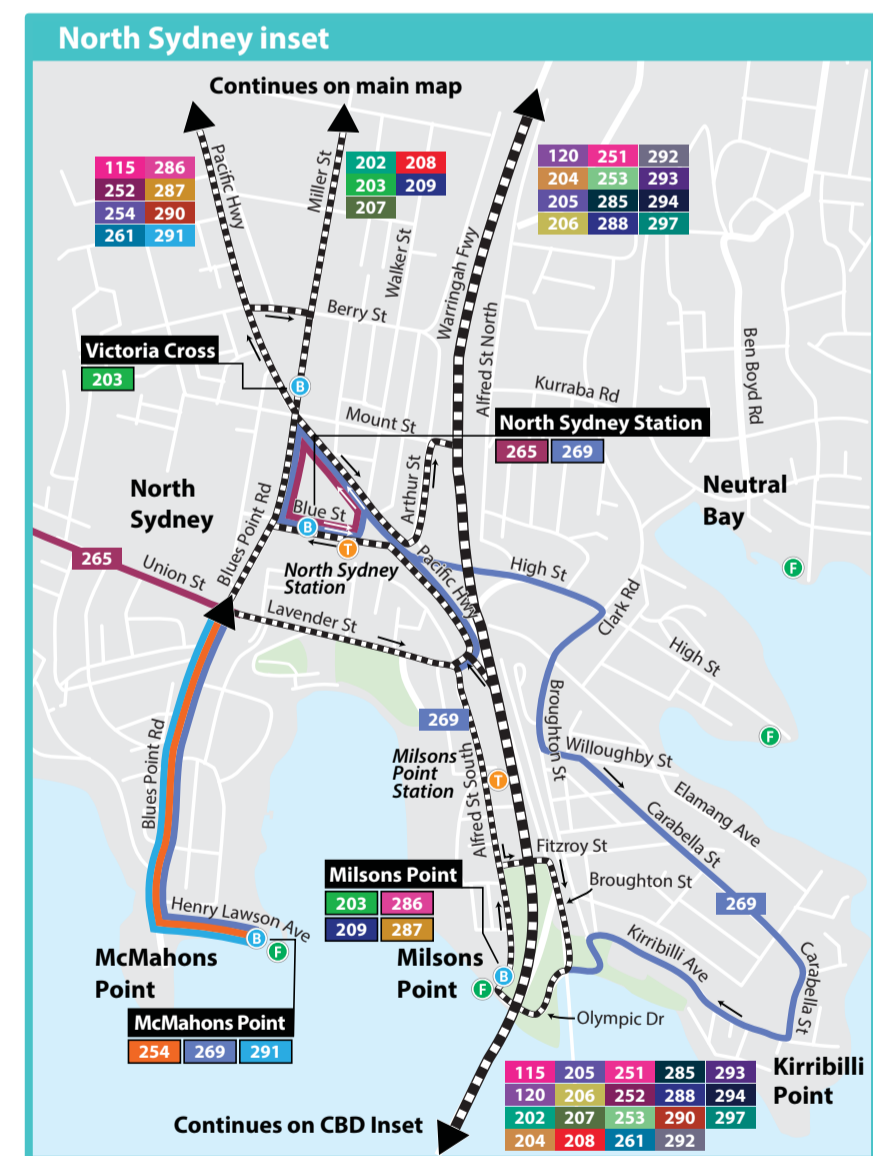 North Sydney inset
Continues on main map
115 286
252 287
254 290
261 291
Pacific Hwy
Miller St
202 208
203 209
207
Walker St
Warringah Fwy
120 251 292
204 253 293
205 285 294
206 288 297
Berry St
Alfred St North
Ben Boyd Rd
Victoria Cross
203
B
Kurraba Rd
Mount St
North Sydney Station
265 269
North
Sydney
Neutral
Bay
Blues Point Rd
Blue St
B
Arthur St
T
North Sydney
Station
Pacific Hwy
265
Union St
High St
F
Clark Rd
Lavender St
High St
269
Broughton St
F
Willoughby St
Milsons
Point
Station
T
Alfred St South
Elamang Ave
Carabella St
Blues Point Rd
Fitzroy St
Broughton St
Milsons Point
203 286
209 287
269
Henry Lawson Ave
B
F
Kirribilli Ave
Carabella St
McMahons
Point
Milsons
Point
B
F
Olympic Dr
McMahons Point
254 269 291
115 205 251 285 293
120 206 252 288 294
202 207 253 290 297
204 208 261 292
Kirribilli
Point
Continues on CBD Inset